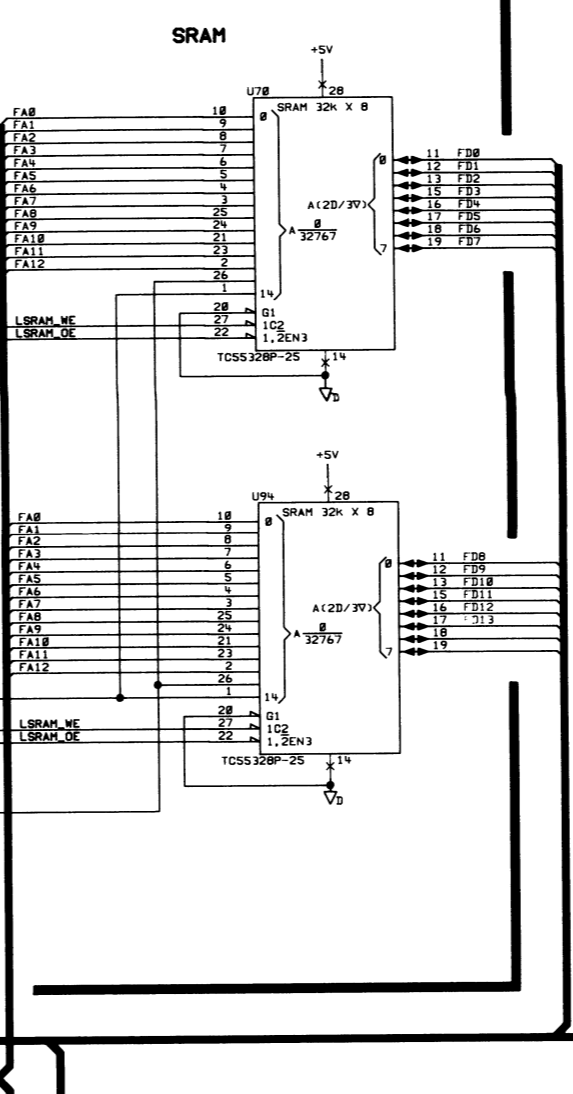 SRAM
+5V
28
U70
SRAM 32k X 8
FA0 10 0
FA1 9
FA2 8
FA3 7
FA4 6
FA5 5
FA6 4
FA7 3
FA8 25
FA9 24
FA10 21
FA11 23
FA12 2
26
1 14
A 0
32767
A(2D/3∇)
0 11 FD0
12 FD1
13 FD2
15 FD3
16 FD4
17 FD5
18 FD6
7 19 FD7
20 G1
LSRAM_WE 27 1C2
LSRAM_OE 22 1,2EN3
TC55328P-25
14
D
+5V
28
U94
SRAM 32k X 8
FA0 10 0
FA1 9
FA2 8
FA3 7
FA4 6
FA5 5
FA6 4
FA7 3
FA8 25
FA9 24
FA10 21
FA11 23
FA12 2
26
1 14
A 0
32767
A(2D/3∇)
0 11 FD8
12 FD9
13 FD10
15 FD11
16 FD12
17 D13
18
7 19
20 G1
LSRAM_WE 27 1C2
LSRAM_OE 22 1,2EN3
TC55328P-25
14
D